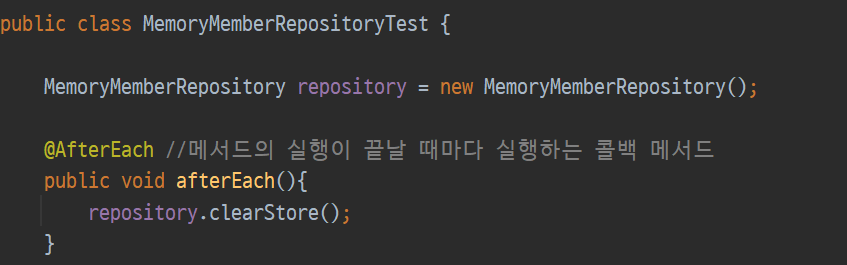 public class MemoryMemberRepositoryTest {
MemoryMemberRepository repository = new MemoryMemberRepository();
@AfterEach //메서드의 실행이 끝날 때마다 실행하는 콜백 메서드
public void afterEach(){
repository.clearStore();
}